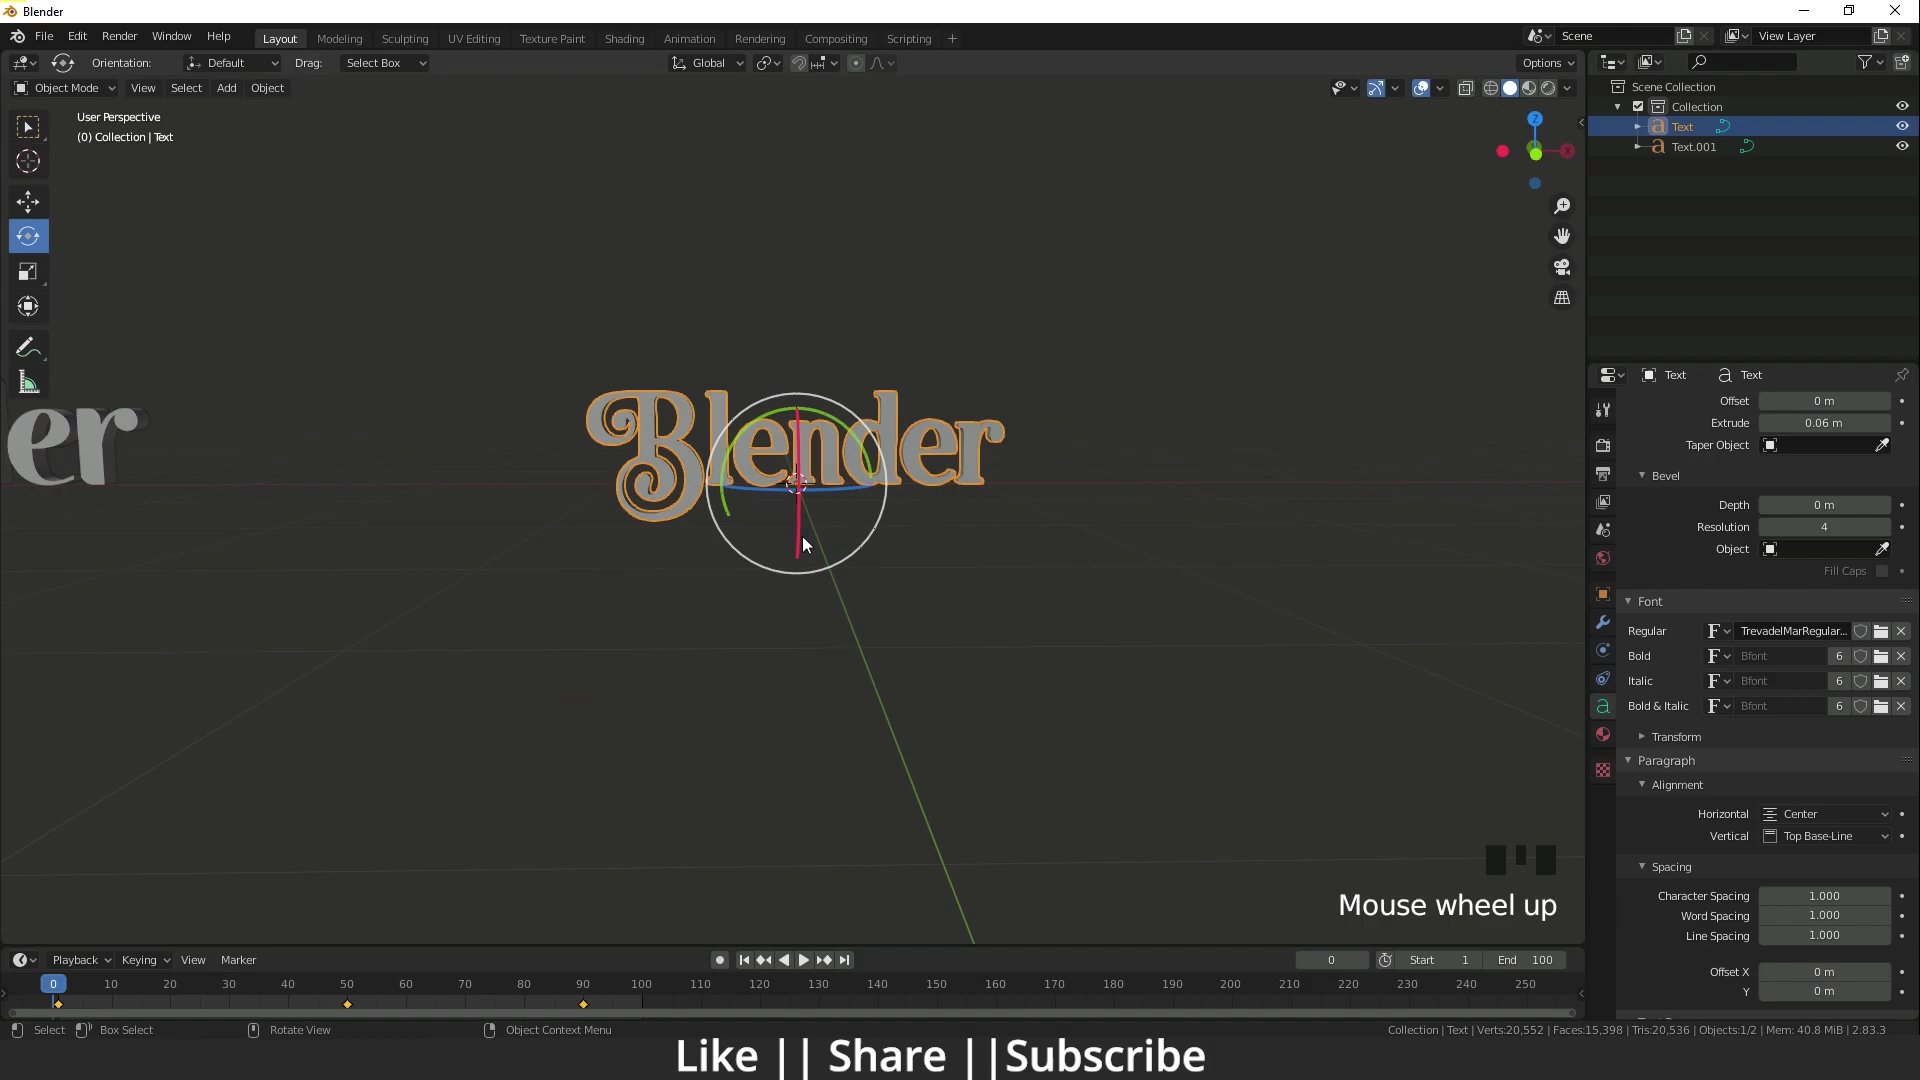 Blender
File Edit Render Window Help
Layout Modeling Sculpting UV Editing Texture Paint Shading Animation Rendering Compositing Scripting +
Scene
View Layer
Orientation: Default Drag: Select Box
Global
Options
Object Mode View Select Add Object
User Perspective
(0) Collection | Text
Z
X
Scene Collection
Collection
Text
Text.001
er
Blender
Text Text
Offset 0 m
Extrude 0.06 m
Taper Object
Bevel
Depth 0 m
Resolution 4
Object
Fill Caps
Font
Regular F TrevadelMarRegular...
Bold F Bfont 6
Italic F Bfont 6
Bold & Italic F Bfont 6
Transform
Paragraph
Alignment
Horizontal Center
Vertical Top Base-Line
Spacing
Character Spacing 1.000
Word Spacing 1.000
Line Spacing 1.000
Offset X 0 m
Y 0 m
Mouse wheel up
Playback Keying View Marker
0 Start 1 End 100
0 10 20 30 40 50 60 70 80 90 100 110 120 130 140 150 160 170 180 190 200 210 220 230 240 250
Select Box Select Rotate View Object Context Menu
Collection | Text | Verts:20,552 | Faces:15,398 | Tris:20,536 | Objects:1/2 | Mem: 40.8 MiB | 2.83.3
Like || Share ||Subscribe